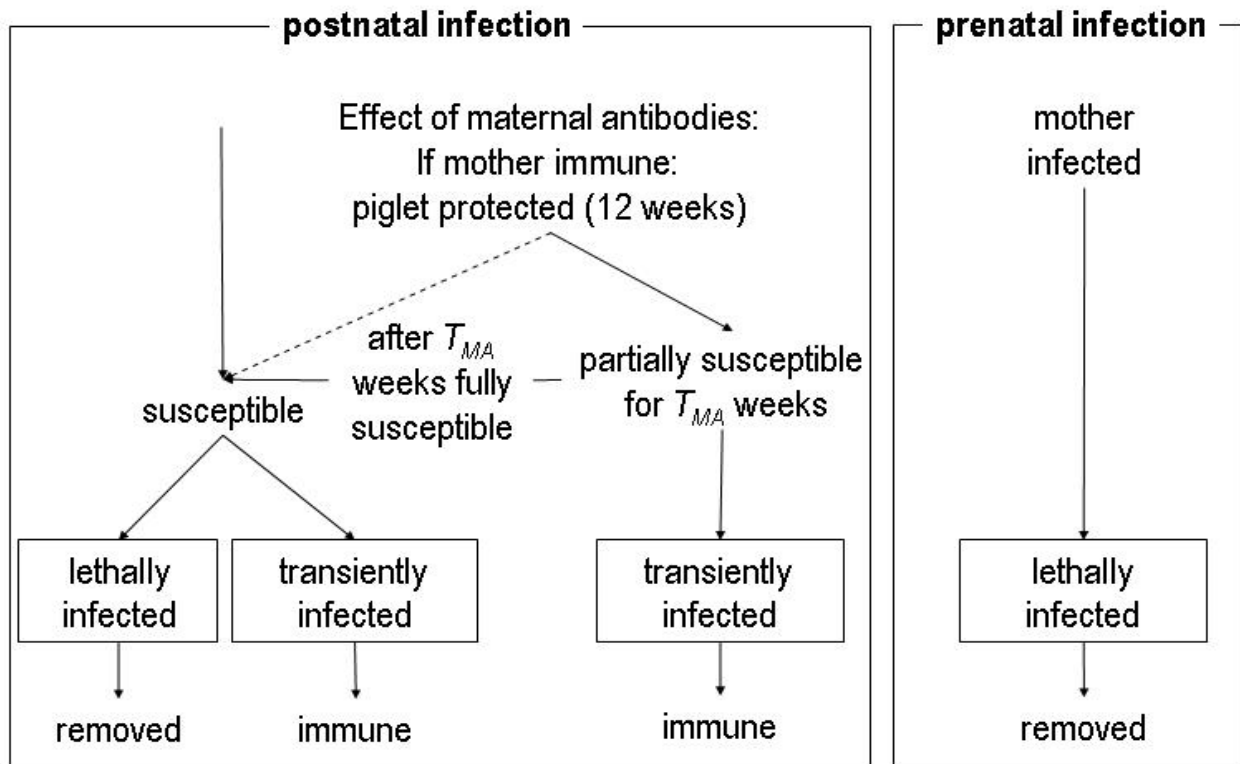 postnatal infection
prenatal infection
Effect of maternal antibodies:
If mother immune:
piglet protected (12 weeks)
mother
infected
after TMA
weeks fully
susceptible
partially susceptible
for TMA weeks
susceptible
lethally
infected
transiently
infected
transiently
infected
lethally
infected
removed
immune
immune
removed